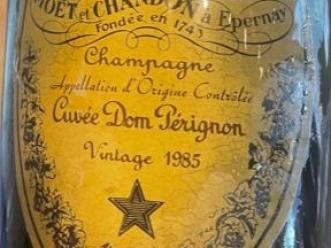 MOËT et CHANDON à Epernay
Fondée en 1743
Champagne
Appellation d'Origine Contrôlée
Cuvée Dom Pérignon
Vintage 1985